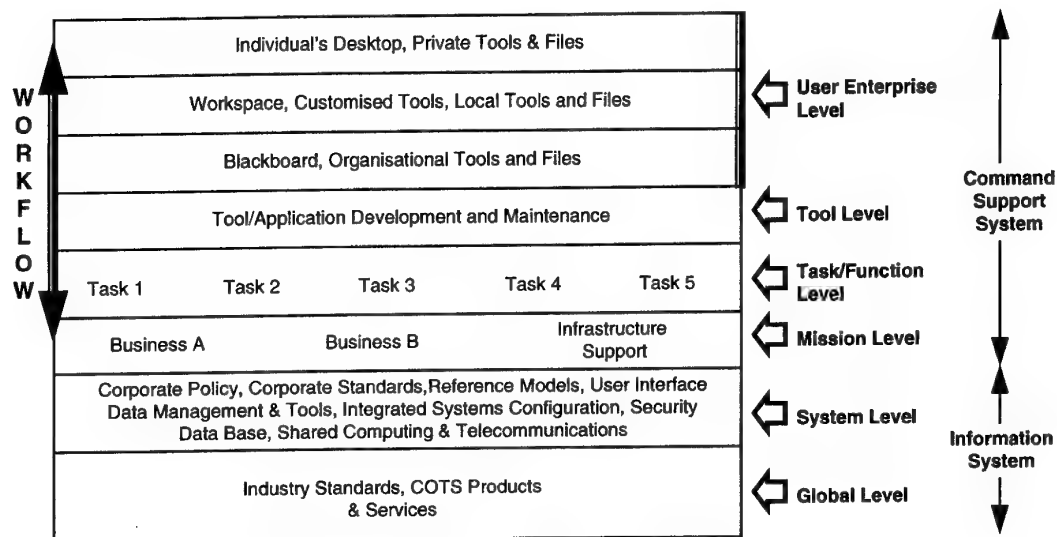 WORKFLOW
Individual's Desktop, Private Tools & Files
Workspace, Customised Tools, Local Tools and Files
User Enterprise
Level
Blackboard, Organisational Tools and Files
Tool/Application Development and Maintenance
Tool Level
Command
Support
System
Task 1 Task 2 Task 3 Task 4 Task 5
Task/Function
Level
Business A Business B Infrastructure
Support
Mission Level
Corporate Policy, Corporate Standards,Reference Models, User Interface
Data Management & Tools, Integrated Systems Configuration, Security
Data Base, Shared Computing & Telecommunications
System Level
Information
System
Industry Standards, COTS Products
& Services
Global Level